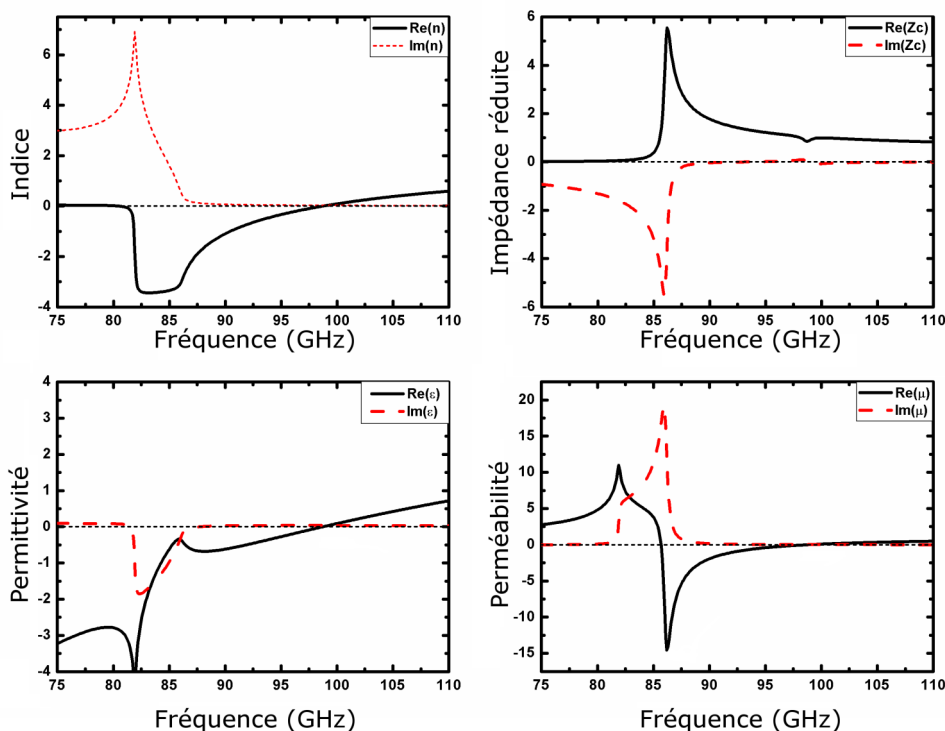 Indice
6
4
2
0
-2
-4
75 80 85 90 95 100 105 110
Fréquence (GHz)
Re(n)
Im(n)
Impédance réduite
6
4
2
0
-2
-4
-6
75 80 85 90 95 100 105 110
Fréquence (GHz)
Re(Zc)
Im(Zc)
Permittivité
4
3
2
1
0
-1
-2
-3
-4
75 80 85 90 95 100 105 110
Fréquence (GHz)
Re(ε)
Im(ε)
Perméabilité
20
15
10
5
0
-5
-10
-15
75 80 85 90 95 100 105 110
Fréquence (GHz)
Re(μ)
Im(μ)